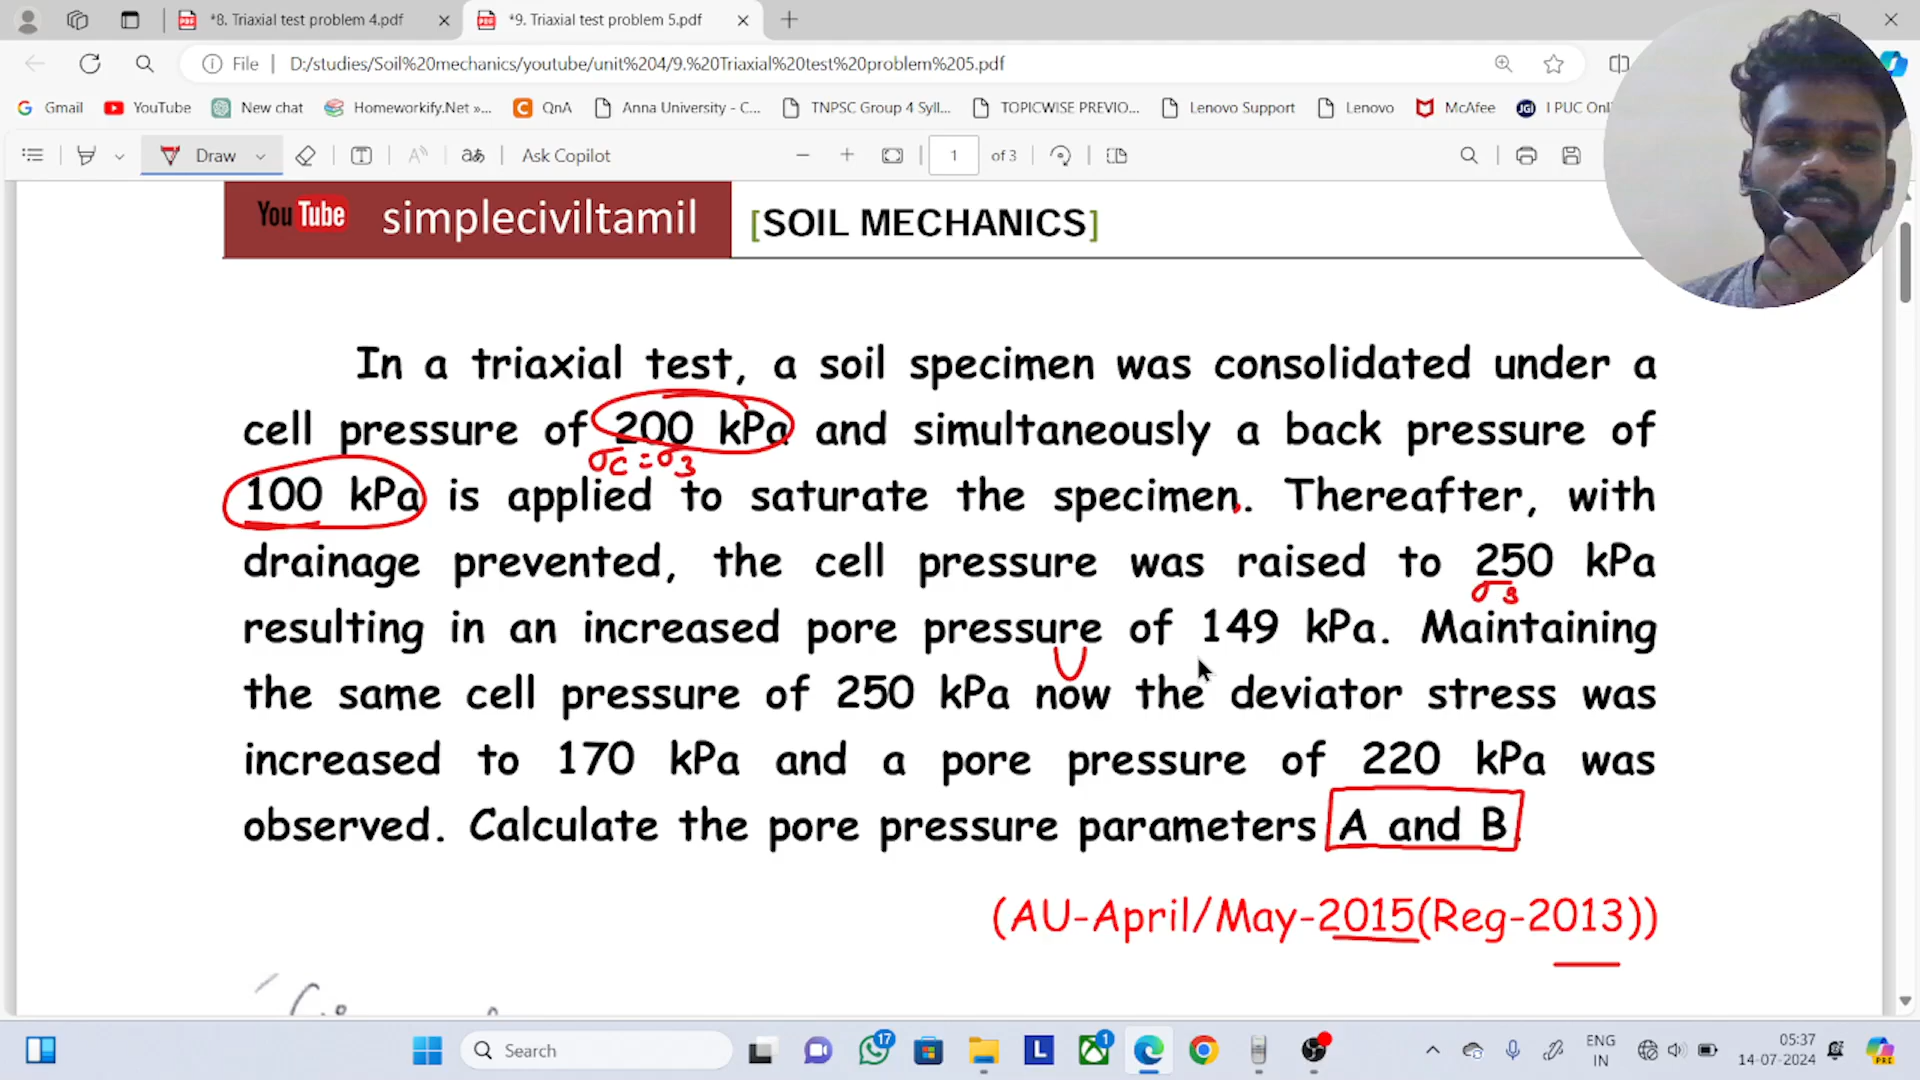 *8. Triaxial test problem 4.pdf
*9. Triaxial test problem 5.pdf
File
D:/studies/Soil%20mechanics/youtube/unit%204/9.%20Triaxial%20test%20problem%205.pdf
Gmail
YouTube
New chat
Homeworkify.Net »...
QnA
Anna University - C...
TNPSC Group 4 Syll...
TOPICWISE PREVIO...
Lenovo Support
Lenovo
McAfee
I PUC Onli
Draw
aあ
Ask Copilot
1
of 3
YouTube simpleciviltamil [SOIL MECHANICS]
In a triaxial test, a soil specimen was consolidated under a
cell pressure of 200 kPa and simultaneously a back pressure of
σc = σ3
100 kPa is applied to saturate the specimen. Thereafter, with
drainage prevented, the cell pressure was raised to 250 kPa
σ3
resulting in an increased pore pressure of 149 kPa. Maintaining
U
the same cell pressure of 250 kPa now the deviator stress was
increased to 170 kPa and a pore pressure of 220 kPa was
observed. Calculate the pore pressure parameters A and B
(AU-April/May-2015(Reg-2013))
Search
17
L
1
ENG
IN
05:37
14-07-2024
PRE